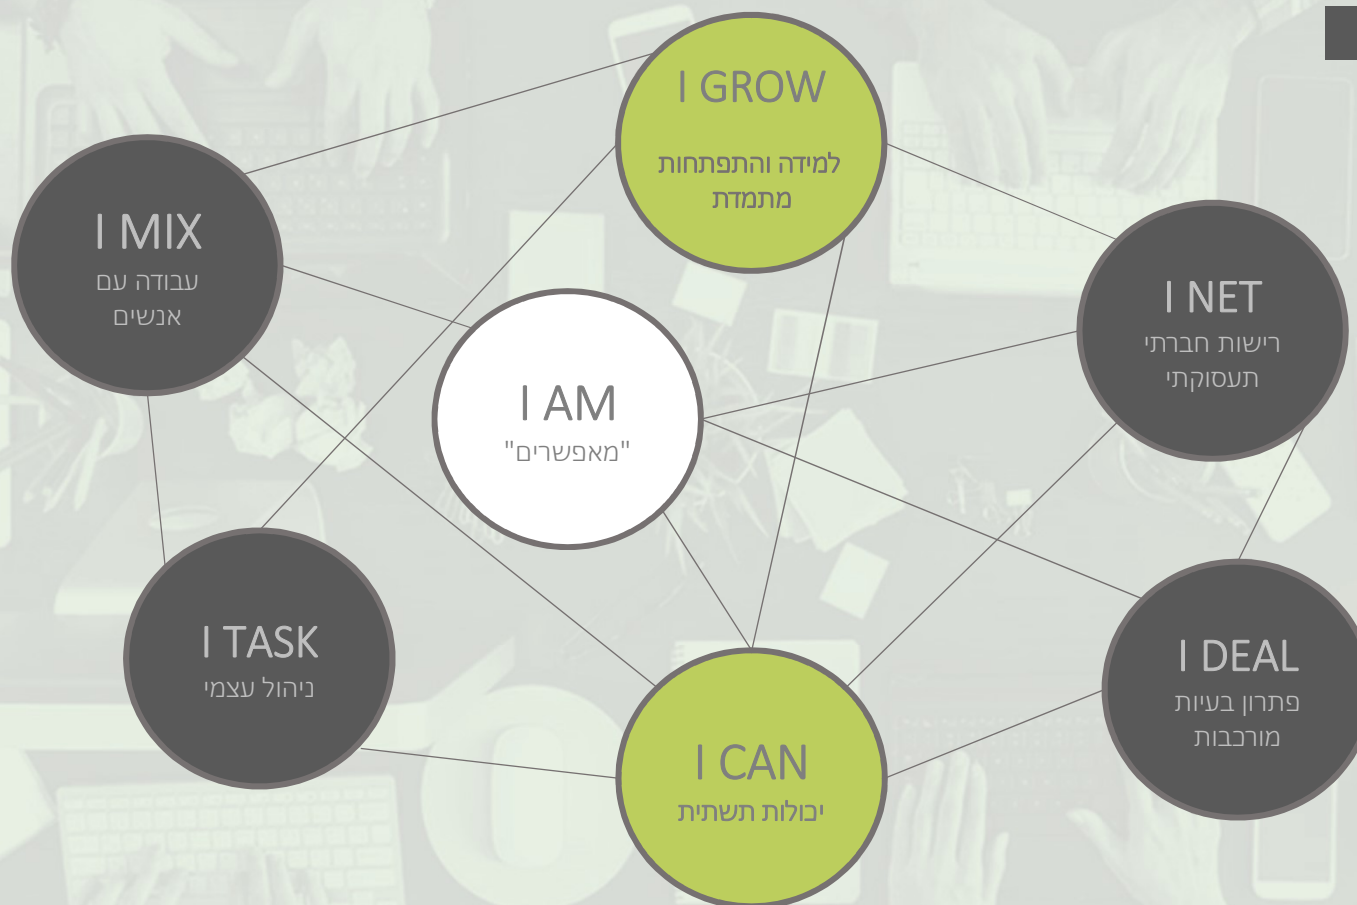 I GROW
למידה והתפתחות
מתמדת
I MIX
עבודה עם
אנשים
I NET
רישות חברתי
תעסוקתי
I AM
"מאפשרים"
I TASK
ניהול עצמי
I DEAL
פתרון בעיות
מורכבות
I CAN
יכולות תשתית